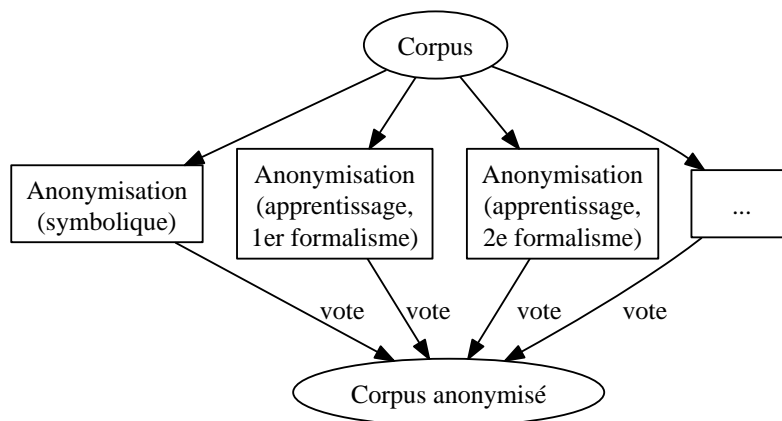 Corpus
Anonymisation
(symbolique)
Anonymisation
(apprentissage,
1er formalisme)
Anonymisation
(apprentissage,
2e formalisme)
...
vote
vote
vote
vote
Corpus anonymisé